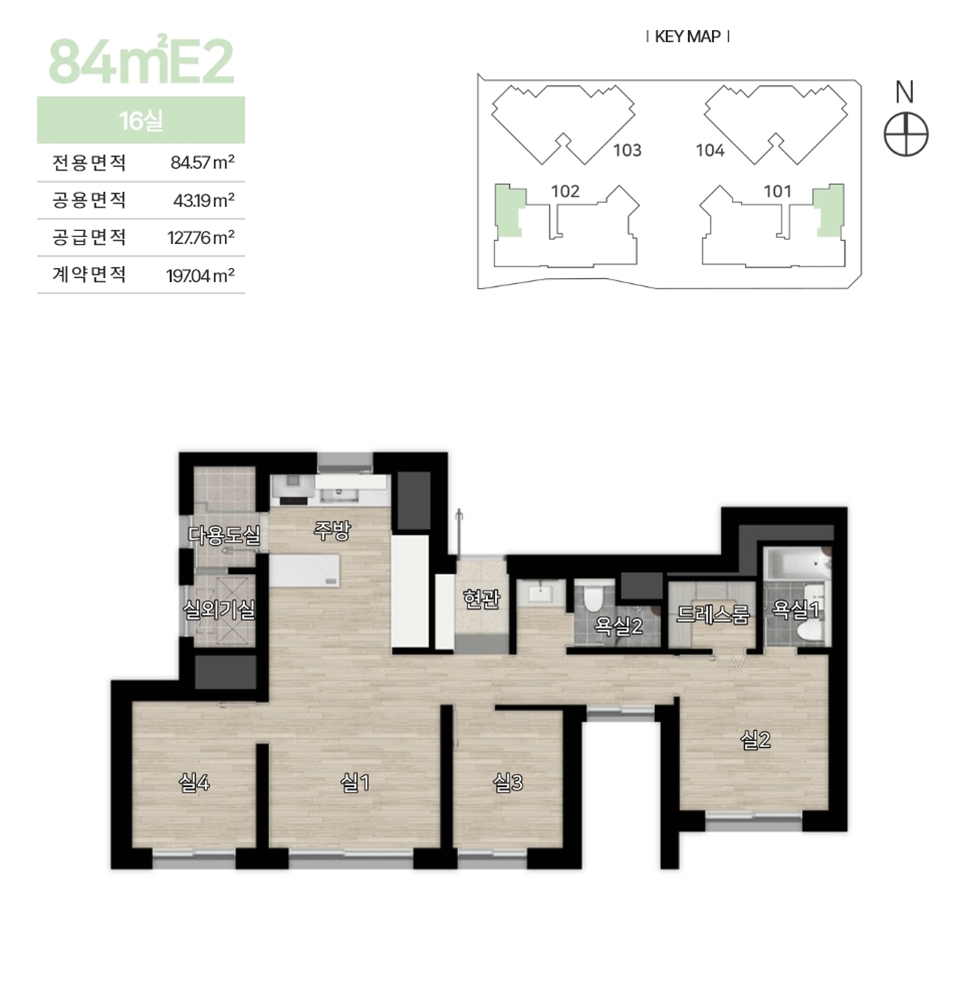 84㎡E2
16실
전용면적 84.57 m²
공용면적 43.19 m²
공급면적 127.76 m²
계약면적 197.04 m²
| KEY MAP |
N
103
104
102
101
다용도실
주방
실외기실
현관
욕실2
드레스룸
욕실1
실4
실1
실3
실2